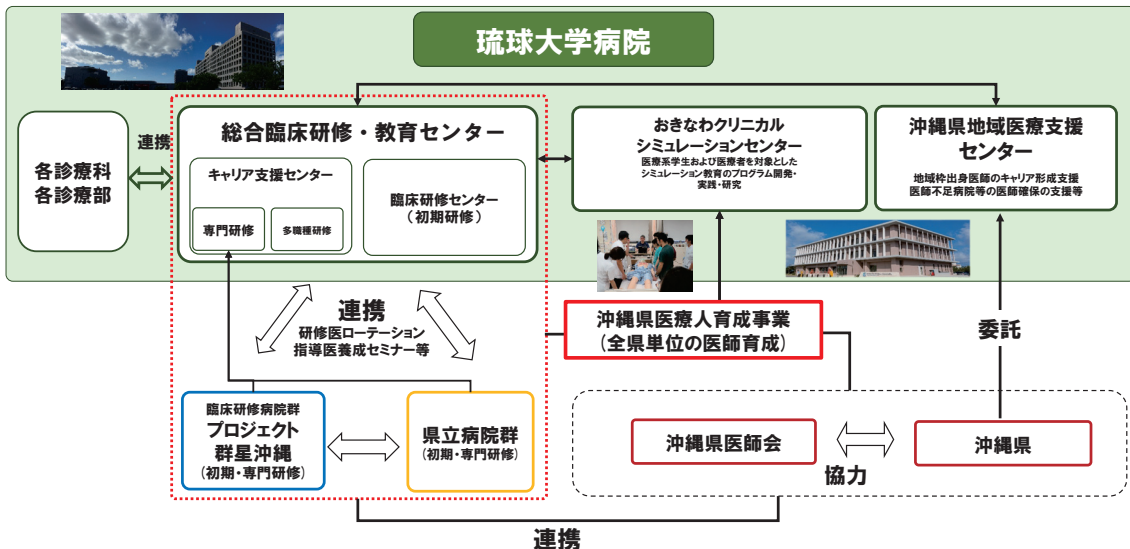 琉球大学病院
各診療科
各診療部
連携
総合臨床研修・教育センター
キャリア支援センター
専門研修
多職種研修
臨床研修センター
(初期研修)
おきなわクリニカル
シミュレーションセンター
医療系学生および医療者を対象とした
シミュレーション教育のプログラム開発・
実践・研究
沖縄県地域医療支援
センター
地域枠出身医師のキャリア形成支援
医師不足病院等の医師確保の支援等
連携
研修医ローテーション
指導医養成セミナー等
沖縄県医療人育成事業
(全県単位の医師育成)
委託
臨床研修病院群
プロジェクト
群星沖縄
(初期・専門研修)
県立病院群
(初期・専門研修)
沖縄県医師会
沖縄県
協力
連携